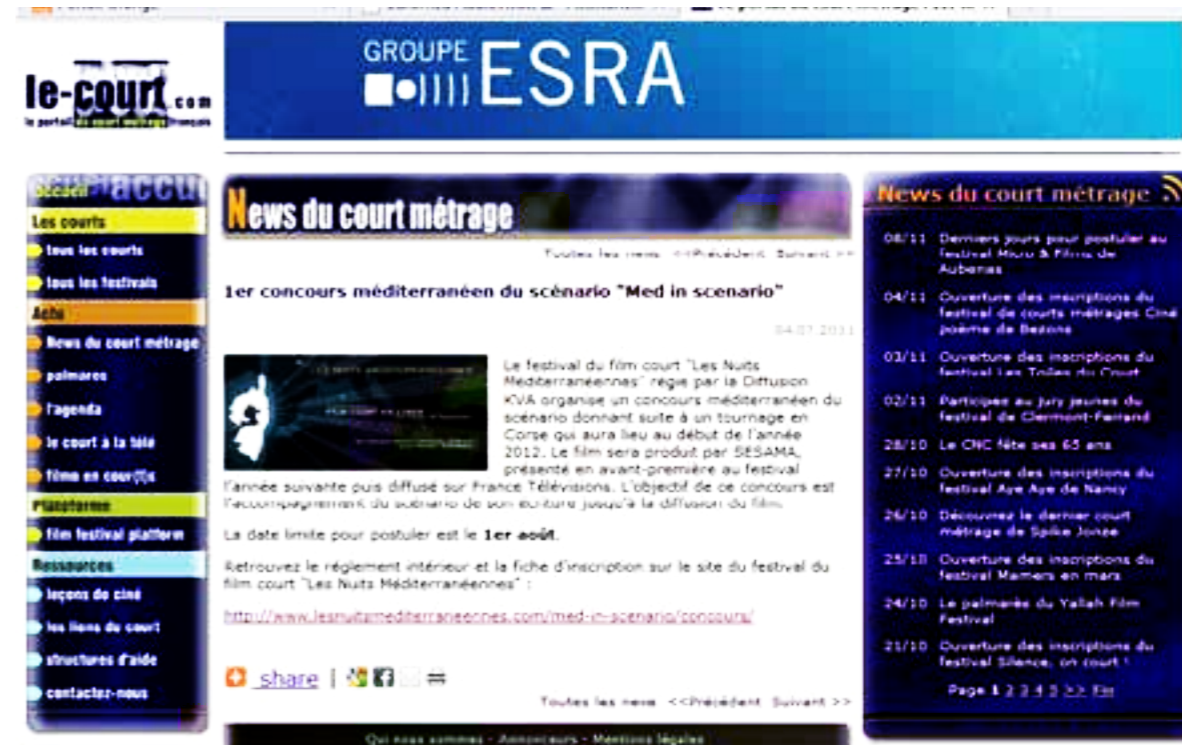 GROUPE
ESRA
le-court.com
le portail du court métrage français
accueil
Les courts
tous les courts
tous les festivals
Actu
News du court métrage
palmares
l'agenda
le court à la télé
films en cour(t)s
Plateforme
film festival platform
Ressources
leçons de ciné
les liens du court
structures d'aide
contactez-nous
News du court métrage
Toutes les news <<Précédent Suivant >>
1er concours méditerranéen du scénario "Med in scenario"
04.07.2011
Le festival du film court "Les Nuits
Méditerranéennes" régie par la Diffusion
KVA organise un concours méditerranéen du
scénario donnant suite à un tournage en
Corse qui aura lieu au début de l'année
2012. Le film sera produit par SESAMA,
présenté en avant-première au festival
l'année suivante puis diffusé sur France Télévisions. L'objectif de ce concours est
l'accompagnement du scénario de son écriture jusqu'à la diffusion du film.
La date limite pour postuler est le 1er août.
Retrouvez le réglement intérieur et la fiche d'inscription sur le site du festival du
film court "Les Nuits Méditerranéennes" :
http://www.lesnuitsmediterraneennes.com/med-in-scenario/concours/
share |
Toutes les news <<Précédent Suivant >>
Qui nous sommes - Annonceurs - Mentions légales
News du court métrage
08/11 Derniers jours pour postuler au
festival Micro & Films de
Aubenas
04/11 Ouverture des inscriptions du
festival de courts métrages Ciné
poème de Bezons
03/11 Ouverture des inscriptions du
festival Les Toiles du Court
02/11 Participez au jury jeunes du
festival de Clermont-Ferrand
28/10 Le CNC fête ses 65 ans
27/10 Ouverture des inscriptions du
festival Aye Aye de Nancy
26/10 Découvrez le dernier court
métrage de Spike Jonze
25/10 Ouverture des inscriptions du
festival Mamers en mars
24/10 Le palmarès du Yallah Film
Festival
21/10 Ouverture des inscriptions du
festival Silence, on court !
Page 1 2 3 4 5 >> Fin